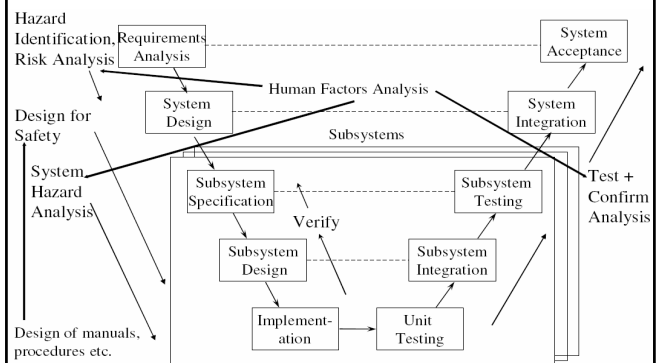 Hazard
Identification,
Risk Analysis
Requirements
Analysis
System
Acceptance
Human Factors Analysis
System
Design
System
Integration
Design for
Safety
Subsystems
System
Hazard
Analysis
Subsystem
Specification
Subsystem
Testing
Test +
Confirm
Analysis
Verify
Subsystem
Design
Subsystem
Integration
Implement-
ation
Unit
Testing
Design of manuals,
procedures etc.